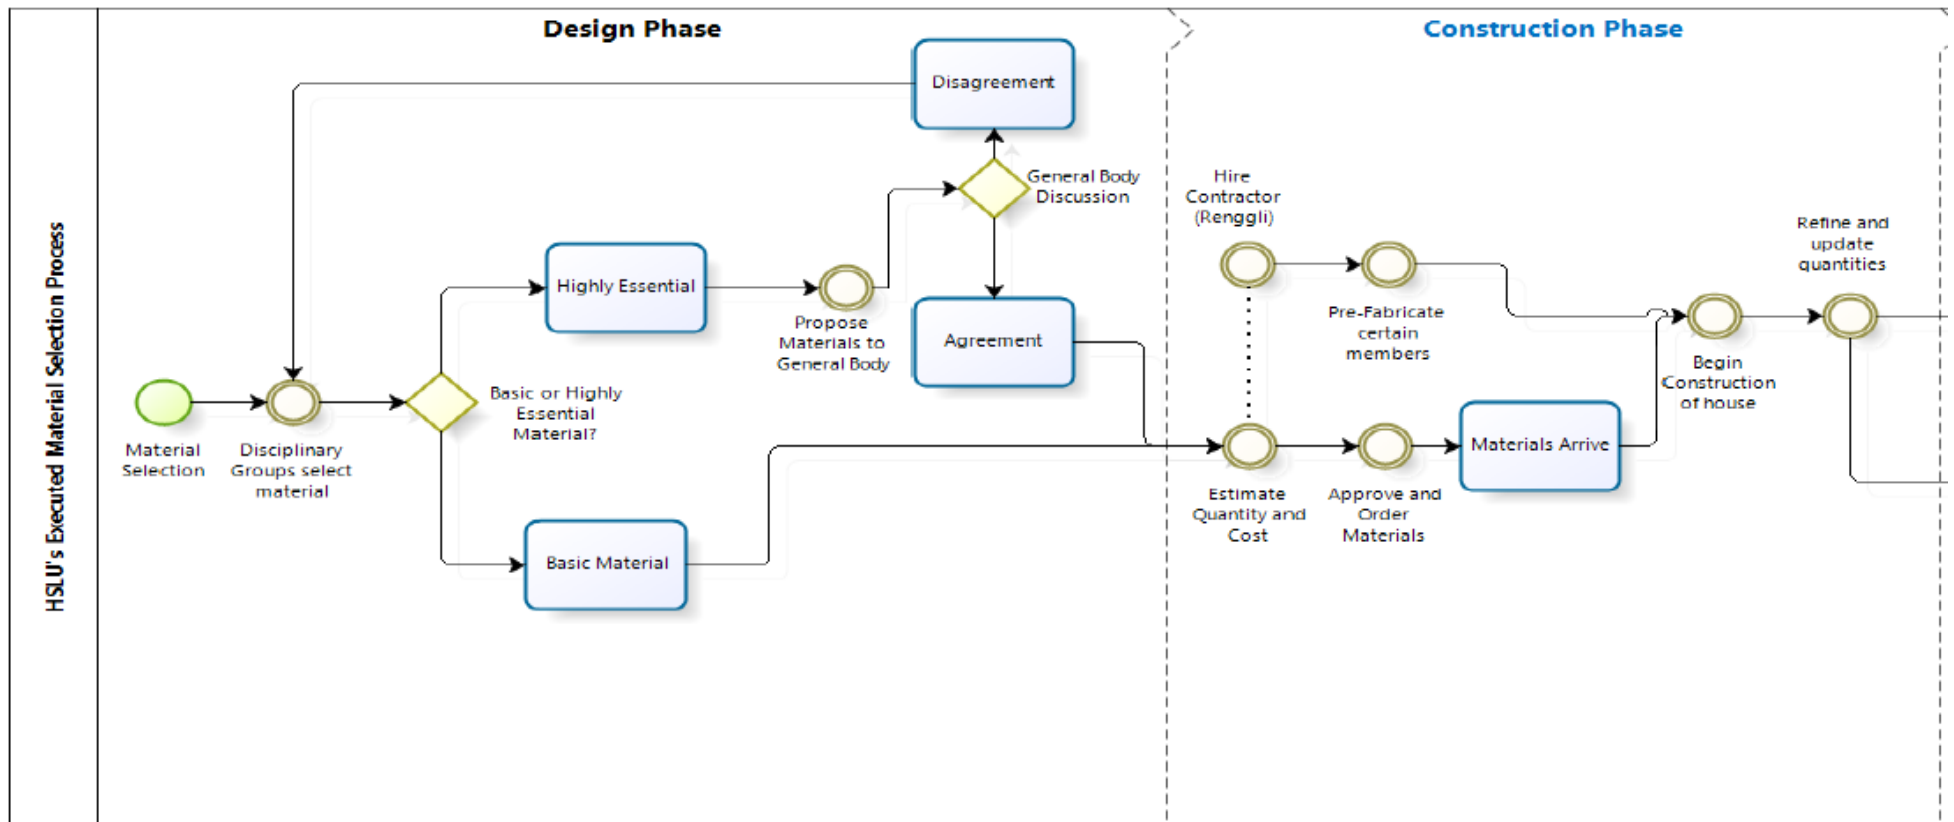 Design Phase
Construction Phase
HSLU's Executed Material Selection Process
Disagreement
General Body
Discussion
Hire
Contractor
(Renggli)
Refine and
update
quantities
Highly Essential
Propose
Materials to
General Body
Agreement
Pre-Fabricate
certain
members
Begin
Construction
of house
Material
Selection
Disciplinary
Groups select
material
Basic or Highly
Essential
Material?
Materials Arrive
Estimate
Quantity and
Cost
Approve and
Order
Materials
Basic Material